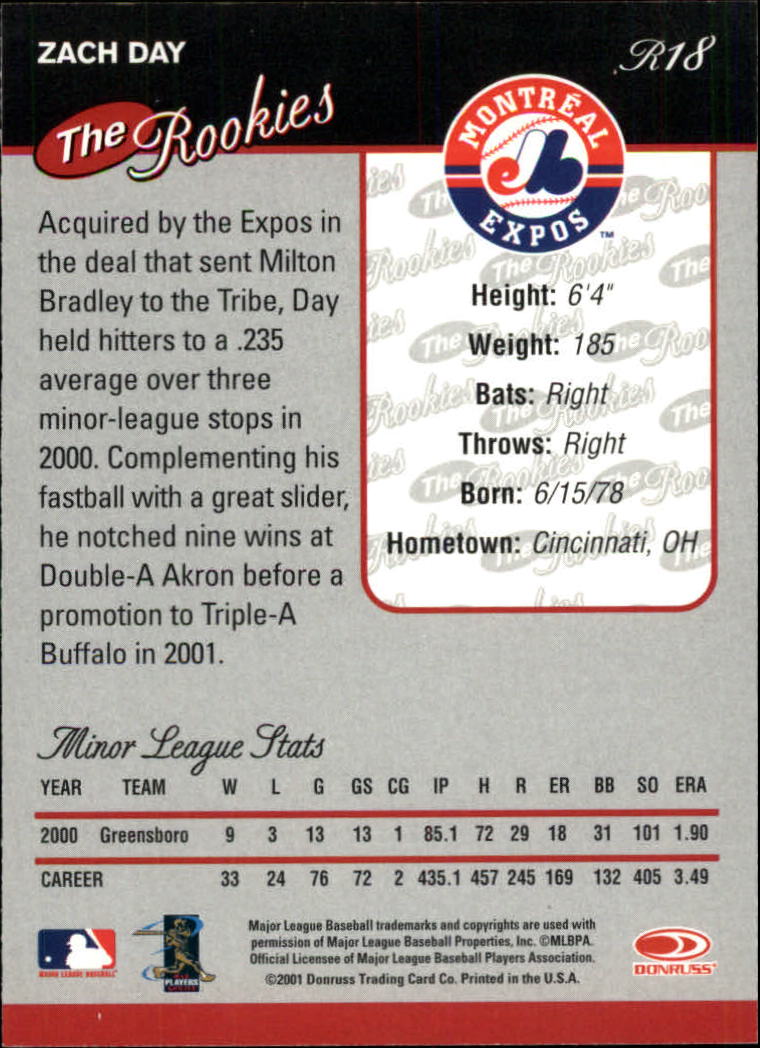 ZACH DAY
R18
The Rookies
MONTRÉAL
EXPOS
TM
Acquired by the Expos in
the deal that sent Milton
Bradley to the Tribe, Day
held hitters to a .235
average over three
minor-league stops in
2000. Complementing his
fastball with a great slider,
he notched nine wins at
Double-A Akron before a
promotion to Triple-A
Buffalo in 2001.
Height: 6'4"
Weight: 185
Bats: Right
Throws: Right
Born: 6/15/78
Hometown: Cincinnati, OH
Minor League Stats
YEAR TEAM W L G GS CG IP H R ER BB SO ERA
2000 Greensboro 9 3 13 13 1 85.1 72 29 18 31 101 1.90
CAREER 33 24 76 72 2 435.1 457 245 169 132 405 3.49
MAJOR LEAGUE BASEBALL
PLAYERS
Major League Baseball trademarks and copyrights are used with
permission of Major League Baseball Properties, Inc. ©MLBPA.
Official Licensee of Major League Baseball Players Association.
©2001 Donruss Trading Card Co. Printed in the U.S.A.
DONRUSS